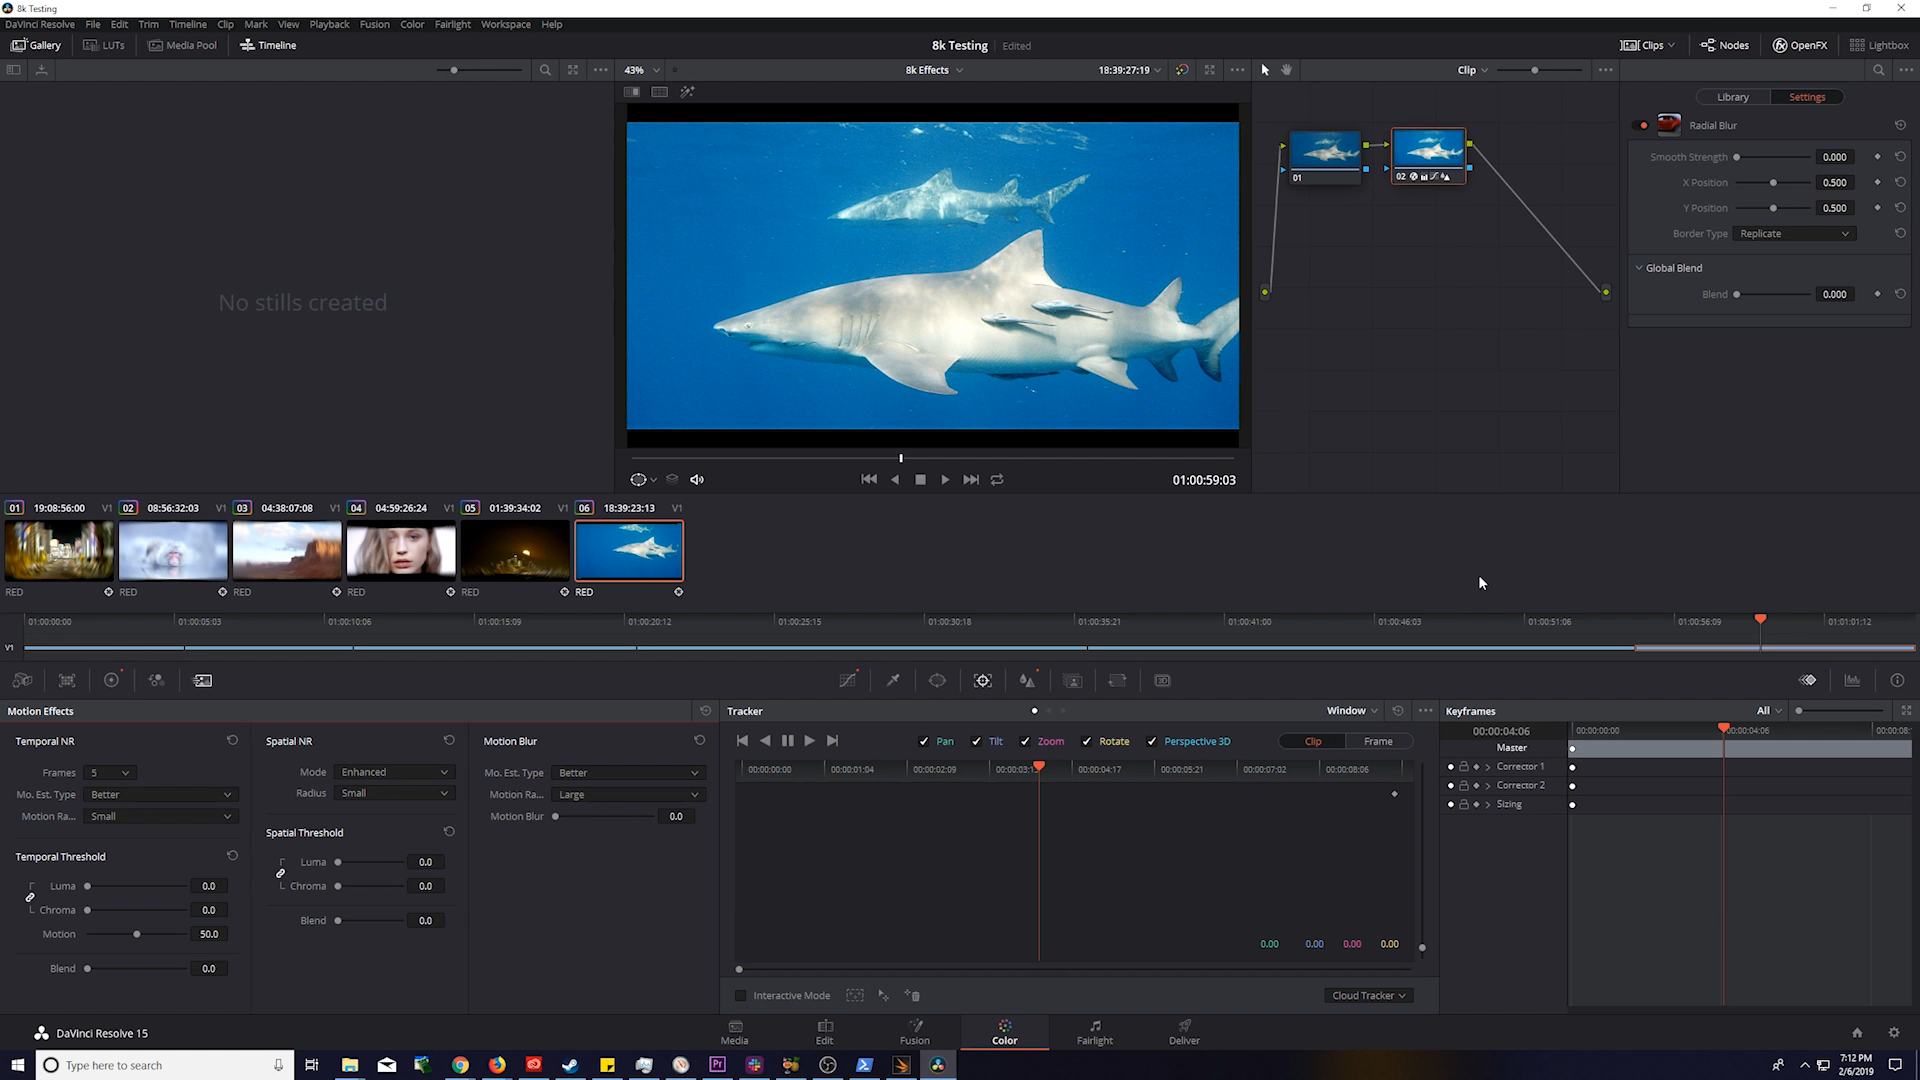 8k Testing
DaVinci Resolve File Edit Trim Timeline Clip Mark View Playback Fusion Color Fairlight Workspace Help
Gallery LUTs Media Pool Timeline 8k Testing Edited Clips Nodes OpenFX Lightbox
43% 8k Effects 18:39:27:19 Clip
Library Settings
Radial Blur
Smooth Strength 0.000
X Position 0.500
Y Position 0.500
Border Type Replicate
Global Blend
Blend 0.000
01 02
No stills created
01:00:59:03
01 19:08:56:00 V1 02 08:56:32:03 V1 03 04:38:07:08 V1 04 04:59:26:24 V1 05 01:39:34:02 V1 06 18:39:23:13 V1
RED RED RED RED RED RED
01:00:00:00 01:00:05:03 01:00:10:06 01:00:15:09 01:00:20:12 01:00:25:15 01:00:30:18 01:00:35:21 01:00:41:00 01:00:46:03 01:00:51:06 01:00:56:09 01:01:01:12
V1
Motion Effects Tracker Window Keyframes All
Temporal NR Spatial NR Motion Blur
Pan Tilt Zoom Rotate Perspective 3D Clip Frame
Frames 5 Mode Enhanced Mo. Est. Type Better
Mo. Est. Type Better Radius Small Motion Ra... Large
Motion Ra... Small Motion Blur 0.0
Spatial Threshold
Temporal Threshold
Luma 0.0
Chroma 0.0
Motion 50.0
Blend 0.0
Luma 0.0
Chroma 0.0
Blend 0.0
00:00:00:00 00:00:01:04 00:00:02:09 00:00:04:17 00:00:05:21 00:00:07:02 00:00:08:06
0.00 0.00 0.00 0.00
Interactive Mode Cloud Tracker
00:00:04:06 00:00:00:00 00:00:04:06 00:00:08:
Master
Corrector 1
Corrector 2
Sizing
DaVinci Resolve 15 Media Edit Fusion Color Fairlight Deliver
Type here to search
Pr
7:12 PM
2/6/2019